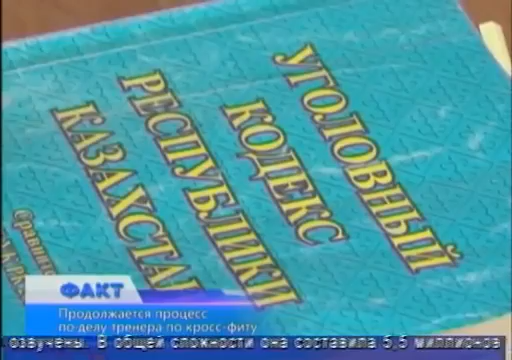 УГОЛОВНЫЙ
КОДЕКС
РЕСПУБЛИКИ
КАЗАХСТАН
ФАКТ
Продолжается процесс
по делу тренера по кросс-фиту
озвучены. В общей сложности она составила 5,5 миллионов